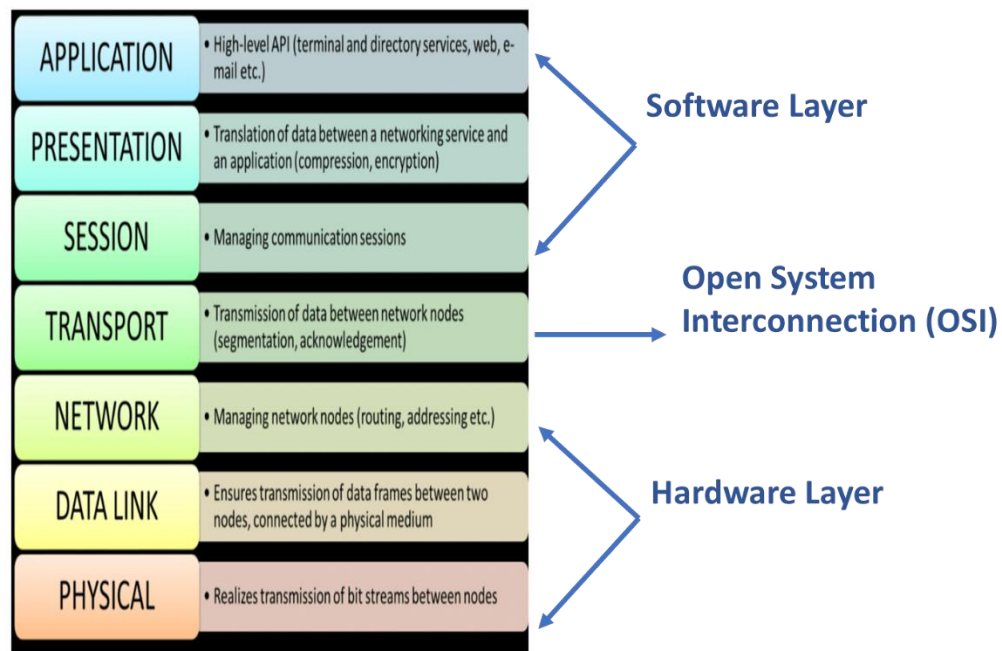 APPLICATION
• High-level API (terminal and directory services, web, e-
mail etc.)
Software Layer
PRESENTATION
• Translation of data between a networking service and
an application (compression, encryption)
SESSION
• Managing communication sessions
Open System
Interconnection (OSI)
TRANSPORT
• Transmission of data between network nodes
(segmentation, acknowledgement)
NETWORK
• Managing network nodes (routing, addressing etc.)
Hardware Layer
DATA LINK
• Ensures transmission of data frames between two
nodes, connected by a physical medium
PHYSICAL
• Realizes transmission of bit streams between nodes